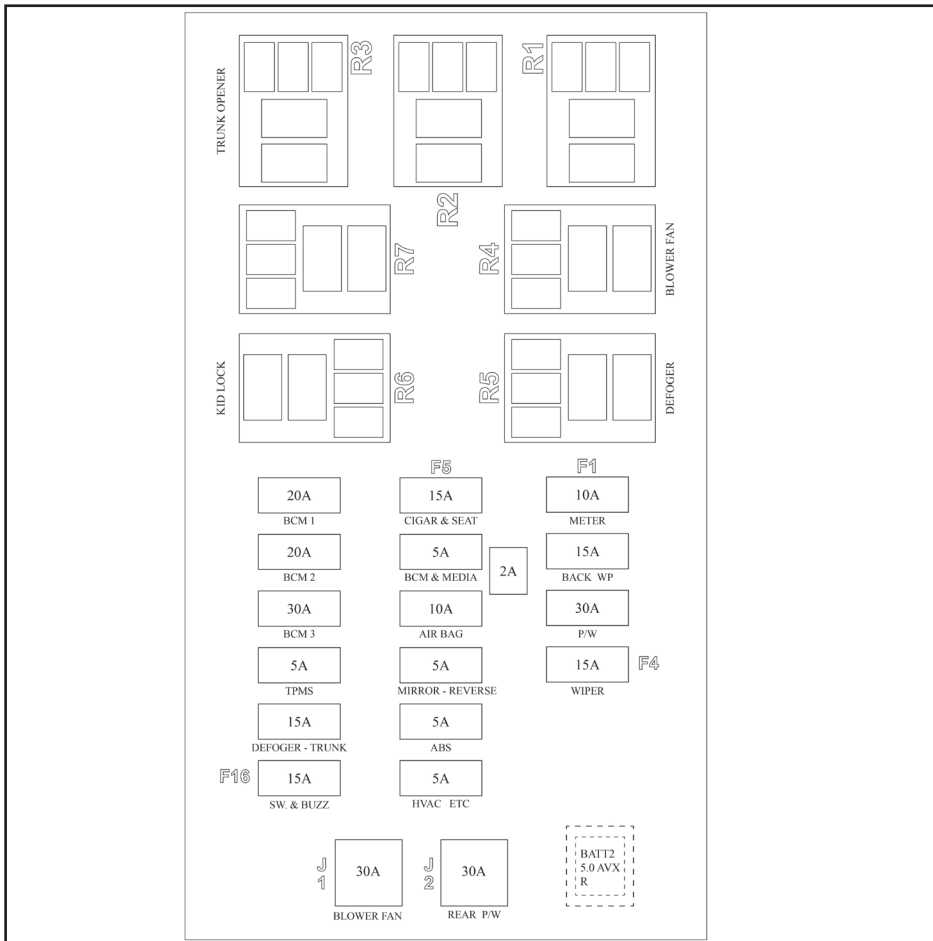 TRUNK OPENER
R3
R2
R1
R7
R4
BLOWER FAN
KID LOCK
R6
R5
DEFOGER
F5
F1
20A
BCM 1
15A
CIGAR & SEAT
10A
METER
20A
BCM 2
5A
BCM & MEDIA
2A
15A
BACK WP
30A
BCM 3
10A
AIR BAG
30A
P/W
5A
TPMS
5A
MIRROR - REVERSE
15A
F4
WIPER
15A
DEFOGER - TRUNK
5A
ABS
F16
15A
SW. & BUZZ
5A
HVAC ETC
J1
30A
BLOWER FAN
J2
30A
REAR P/W
BATT2
5.0 AVX
R